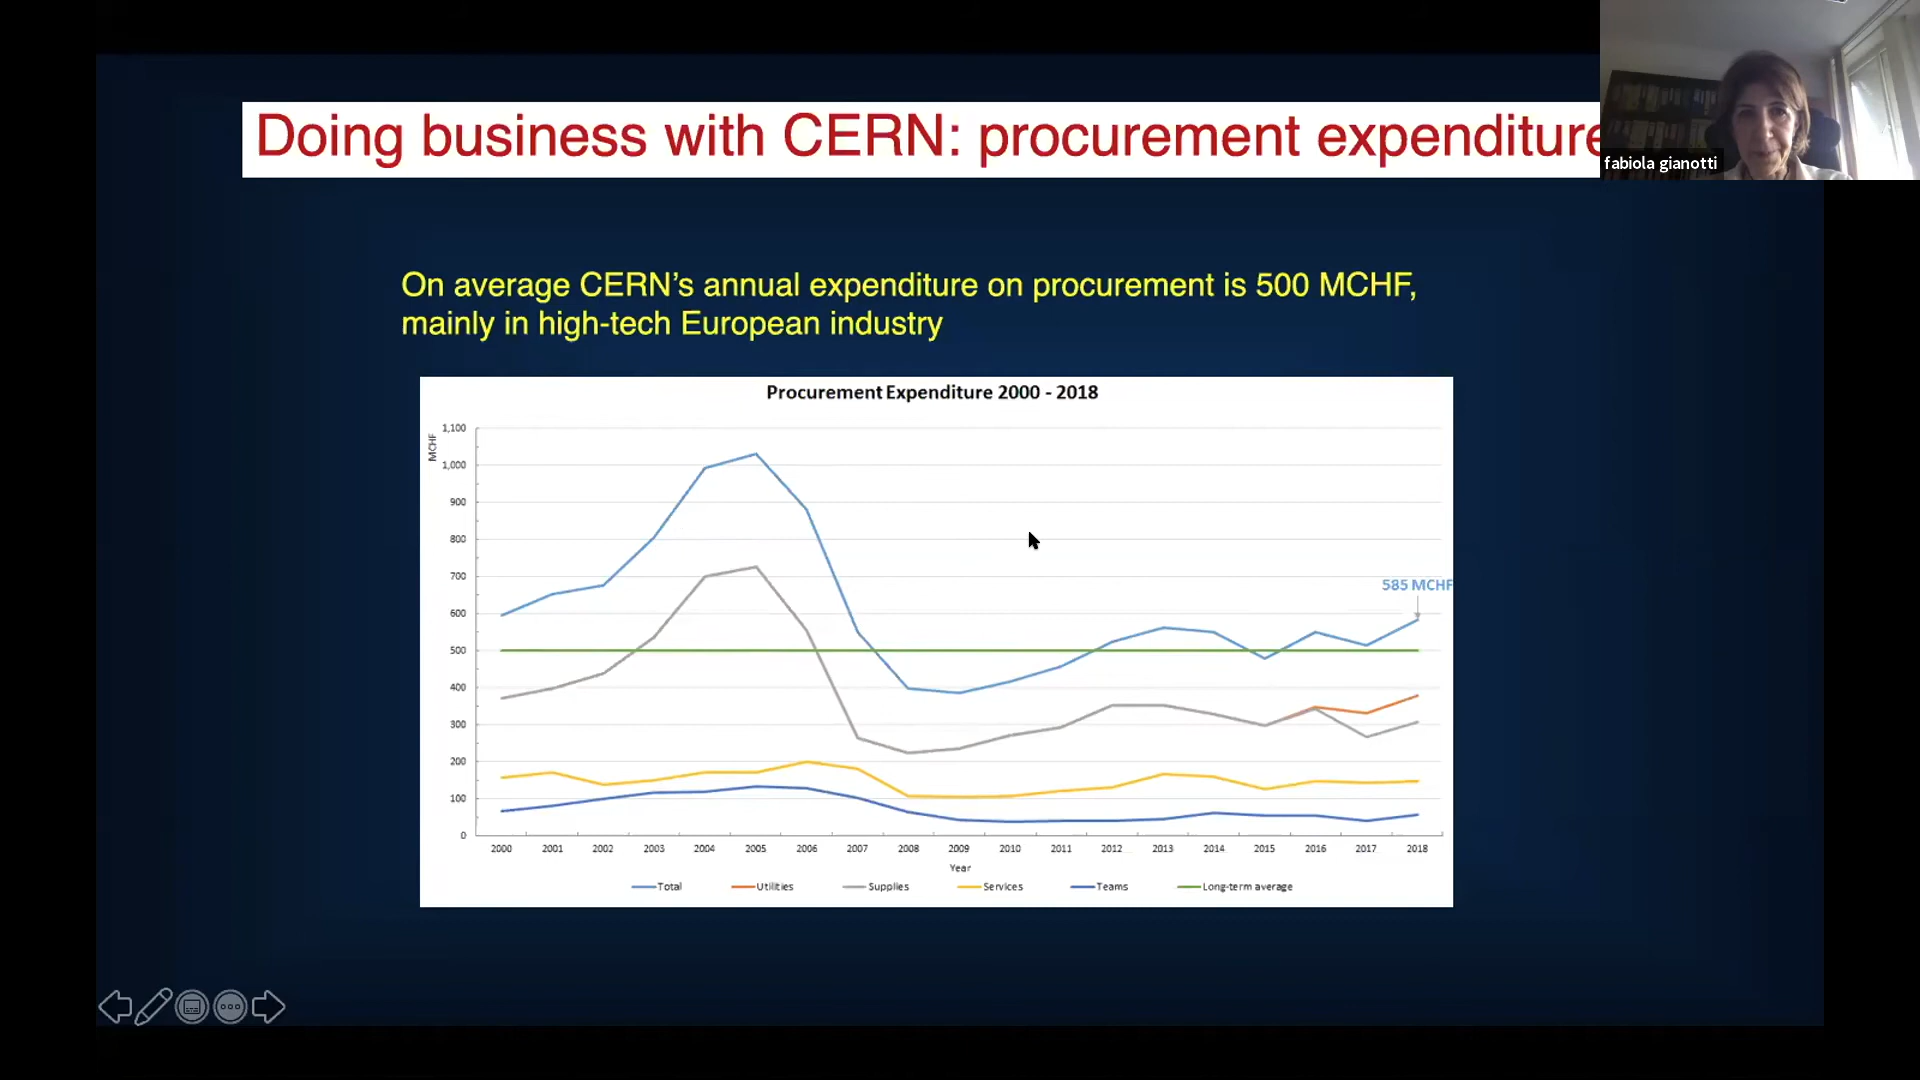 Doing business with CERN: procurement expenditure
fabiola gianotti
On average CERN's annual expenditure on procurement is 500 MCHF,
mainly in high-tech European industry
Procurement Expenditure 2000 - 2018
MCHF
1,100
1,000
900
800
700
600
500
400
300
200
100
0
585 MCHF
2000 2001 2002 2003 2004 2005 2006 2007 2008 2009 2010 2011 2012 2013 2014 2015 2016 2017 2018
Year
Total Utilities Supplies Services Teams Long-term average